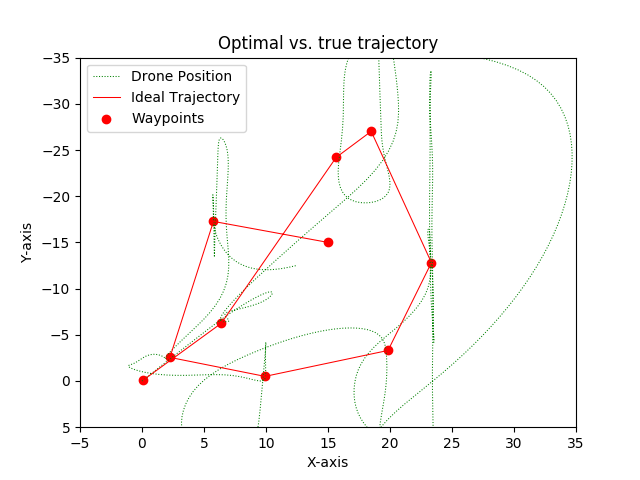 Optimal vs. true trajectory
Drone Position
Ideal Trajectory
Waypoints
Y-axis
−35
−30
−25
−20
−15
−10
−5
0
5
−5 0 5 10 15 20 25 30 35
X-axis